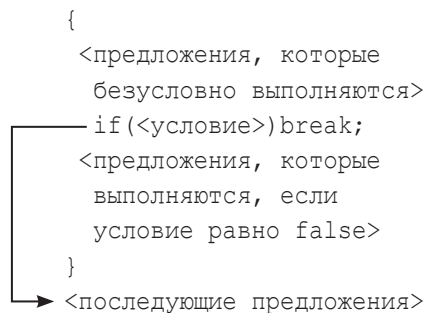 {
<предложения, которые
безусловно выполняются>
if(<условие>)break;
<предложения, которые
выполняются, если
условие равно false>
}
<последующие предложения>